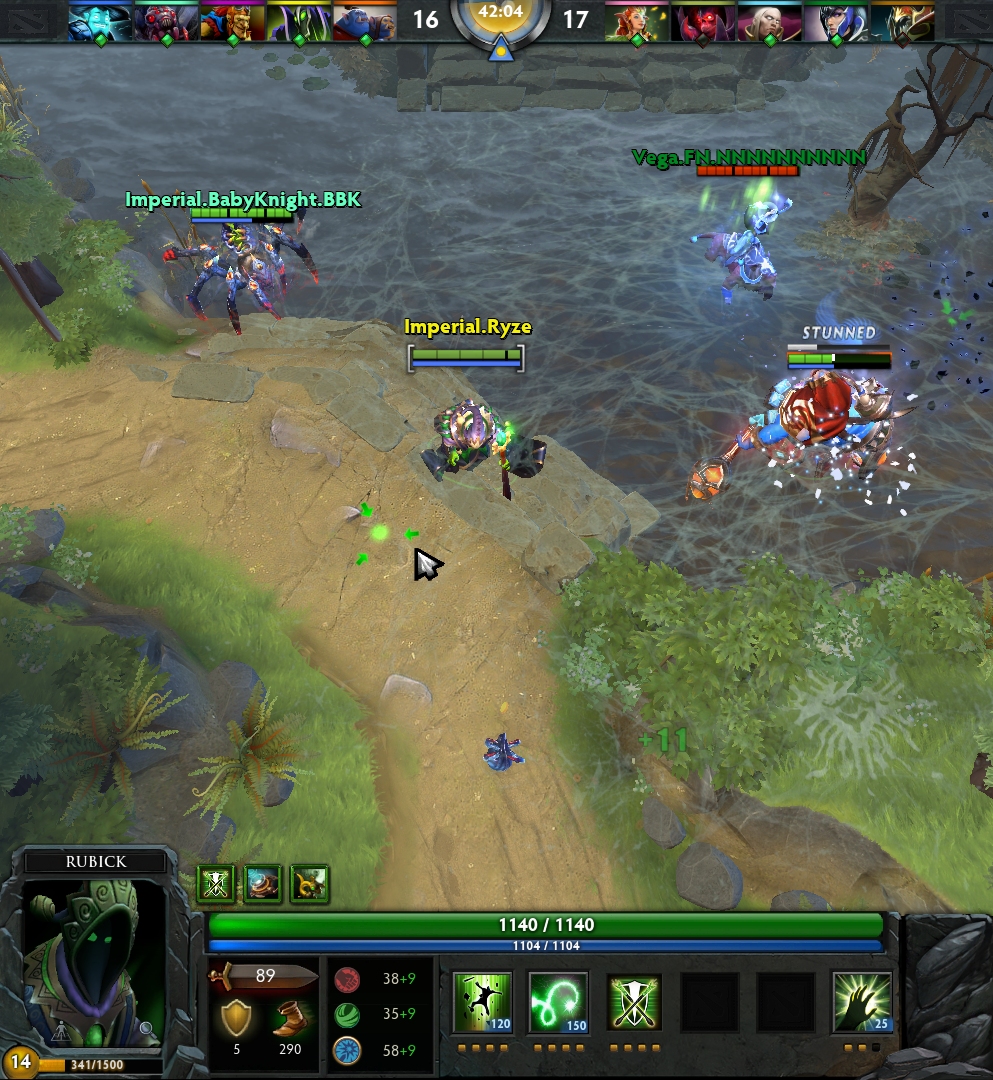 16 42:04 17
Vega.FN.NNNNNNNNNN
Imperial.BabyKnight.BBK
Imperial.Ryze
STUNNED
+11
RUBICK
1140 / 1140
1104 / 1104
89
38+9
35+9
58+9
5 290
120 150 25
14 341/1500